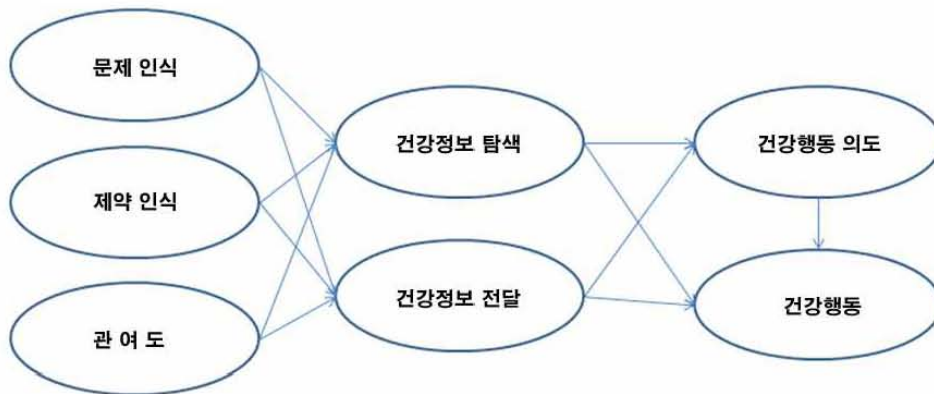 문제 인식
제약 인식
관 여 도
건강정보 탐색
건강정보 전달
건강행동 의도
건강행동